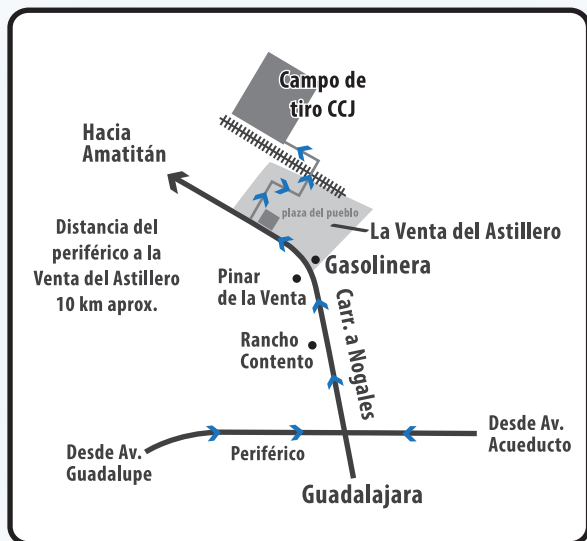 Campo de
tiro CCJ
Hacia
Amatitán
plaza del pueblo
La Venta del Astillero
Distancia del
periférico a la
Venta del Astillero
10 km aprox.
Gasolinera
Pinar
de la Venta
Carr. a Nogales
Rancho
Contento
Desde Av.
Guadalupe
Periférico
Desde Av.
Acueducto
Guadalajara